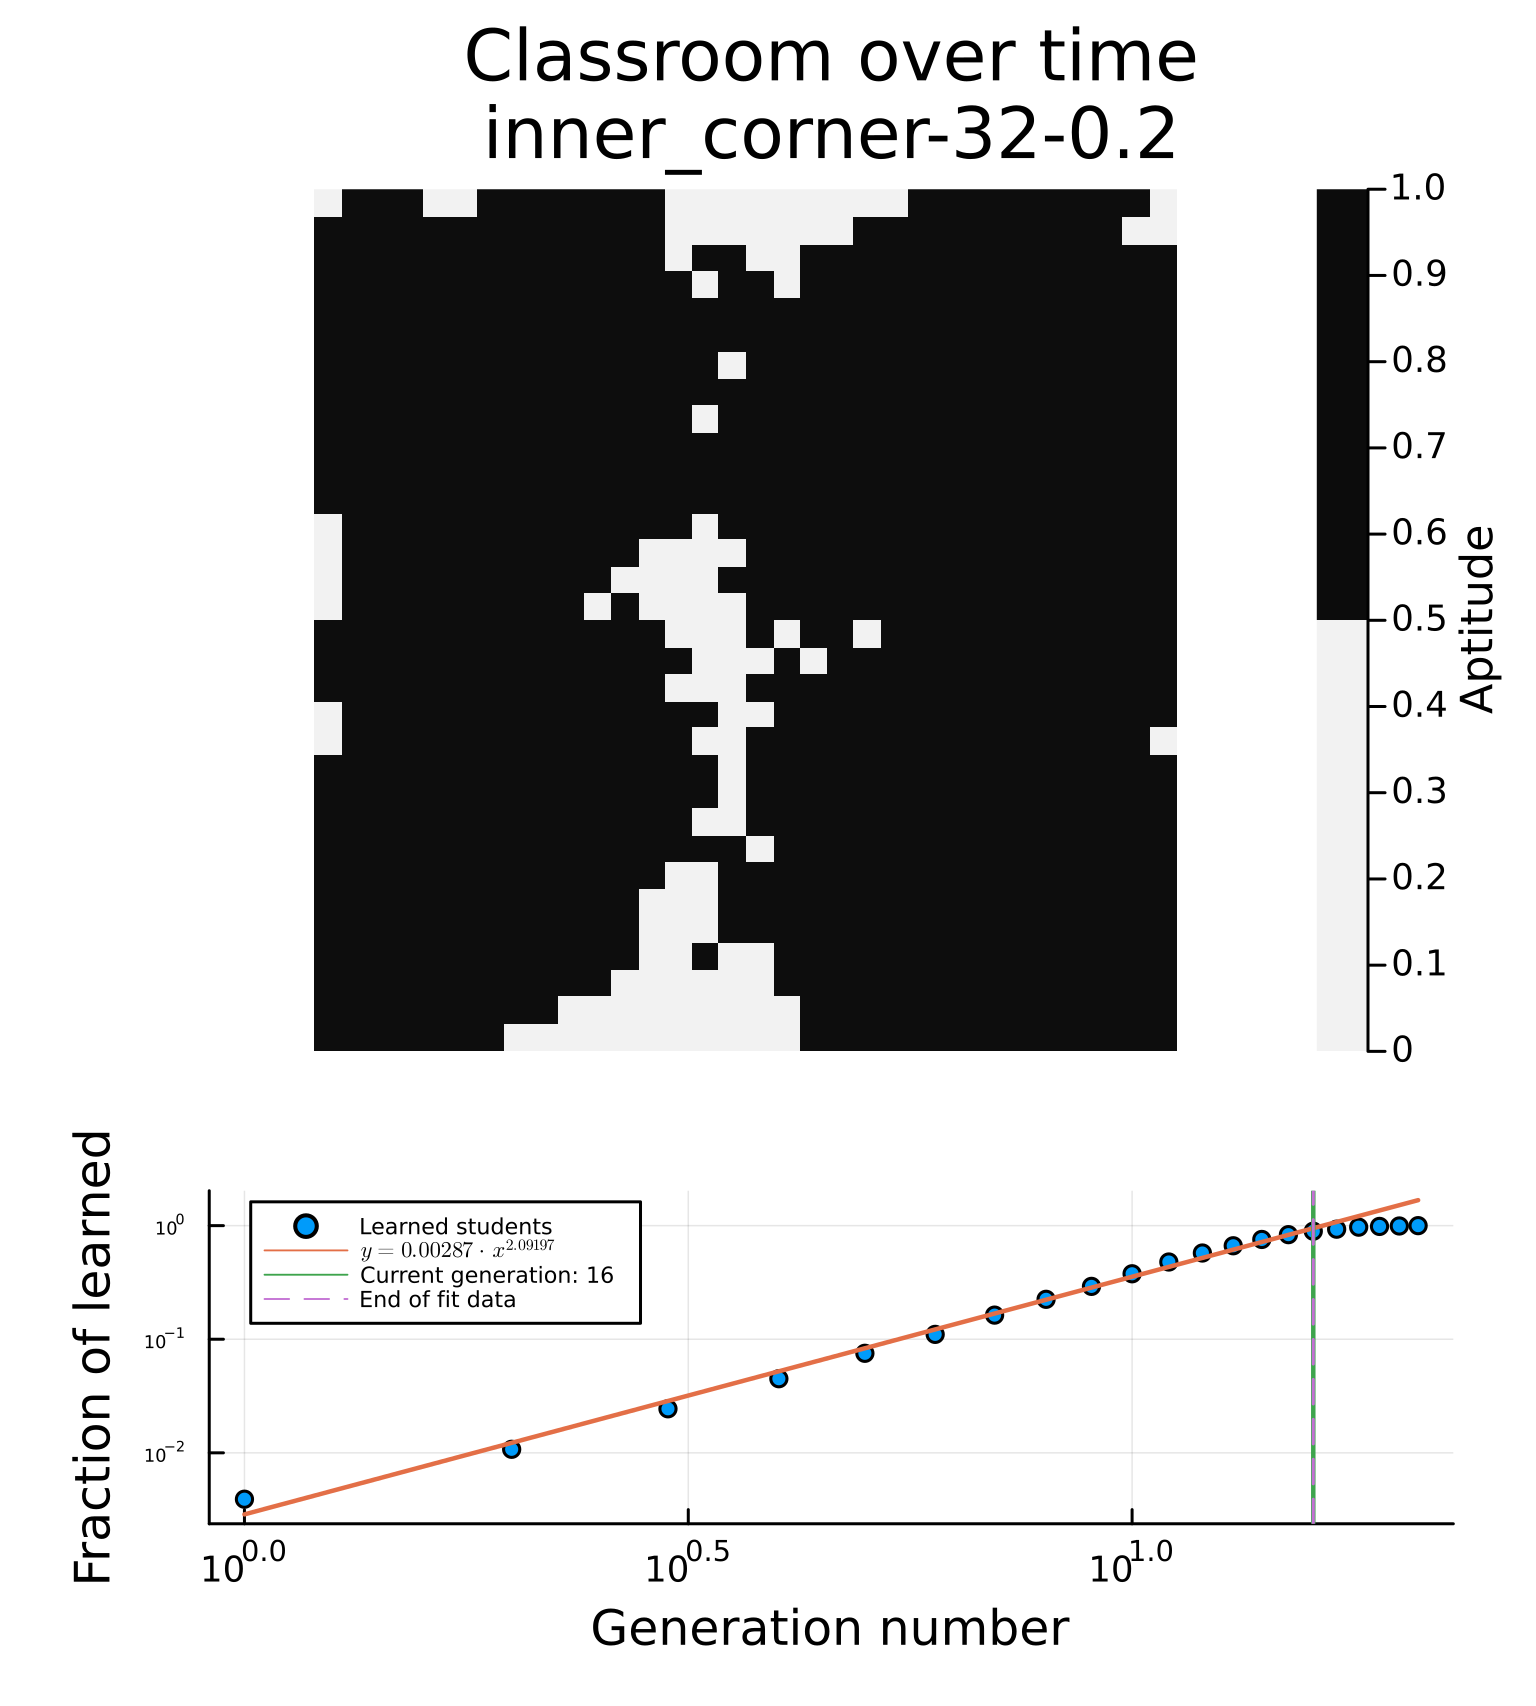 Classroom over time
inner_corner-32-0.2
1.0
0.9
0.8
0.7
0.6
0.5
0.4
0.3
0.2
0.1
0
Aptitude
Fraction of learned
10⁰
10⁻¹
10⁻²
Learned students
y = 0.00287 · x^2.09197
Current generation: 16
End of fit data
10^0.0
10^0.5
10^1.0
Generation number